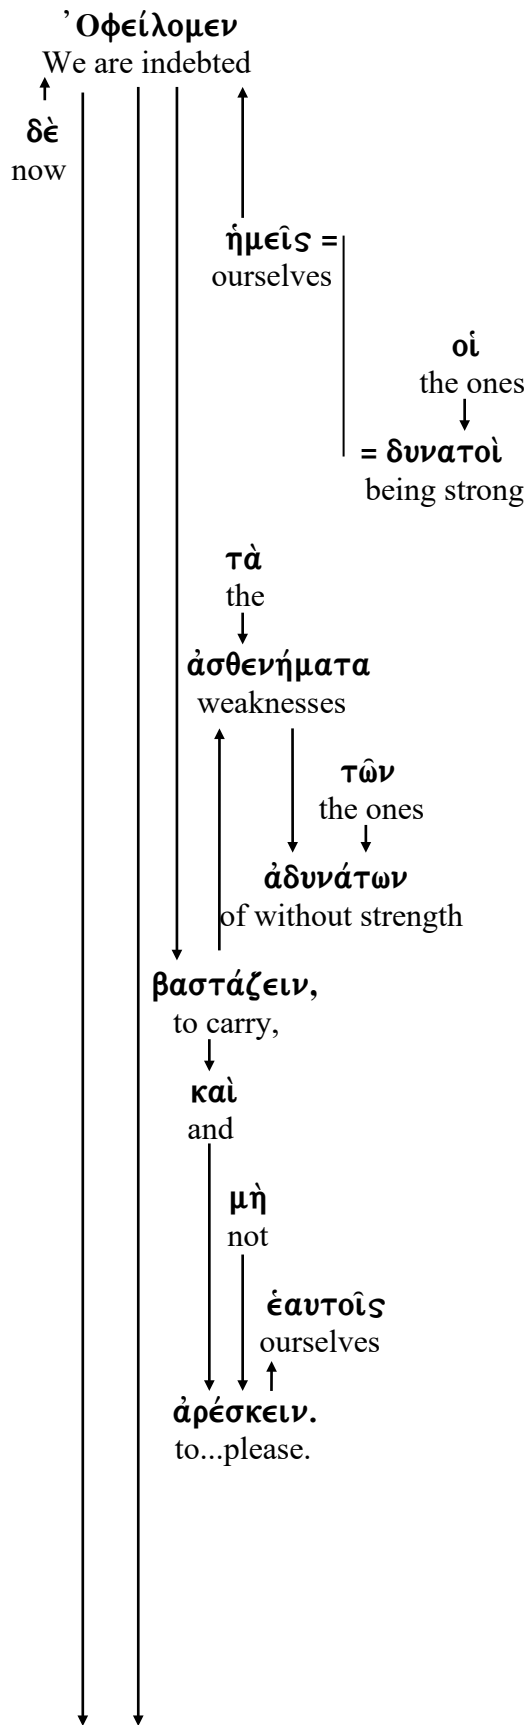 ᾿Οφείλομεν
We are indebted
δὲ
now
ἡμεῖς =
ourselves
οἱ
the ones
= δυνατοὶ
being strong
τὰ
the
ἀσθενήματα
weaknesses
τῶν
the ones
ἀδυνάτων
of without strength
βαστάζειν,
to carry,
καὶ
and
μὴ
not
ἑαυτοῖς
ourselves
ἀρέσκειν.
to...please.